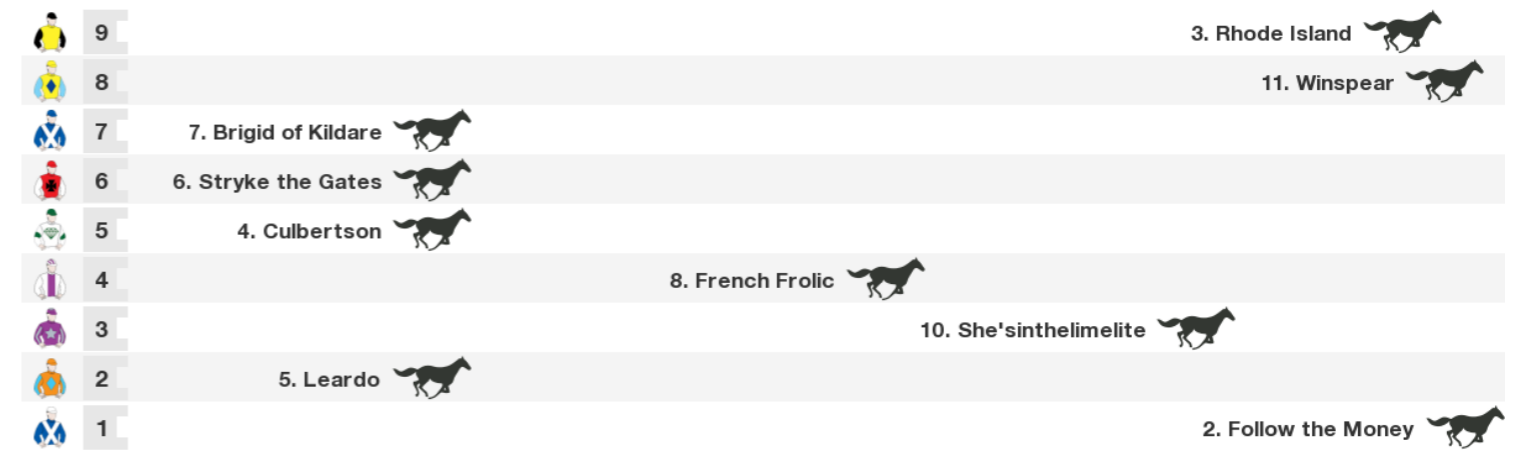 9 3. Rhode Island
8 11. Winspear
7 7. Brigid of Kildare
6 6. Stryke the Gates
5 4. Culbertson
4 8. French Frolic
3 10. She'sinthelimelite
2 5. Leardo
1 2. Follow the Money